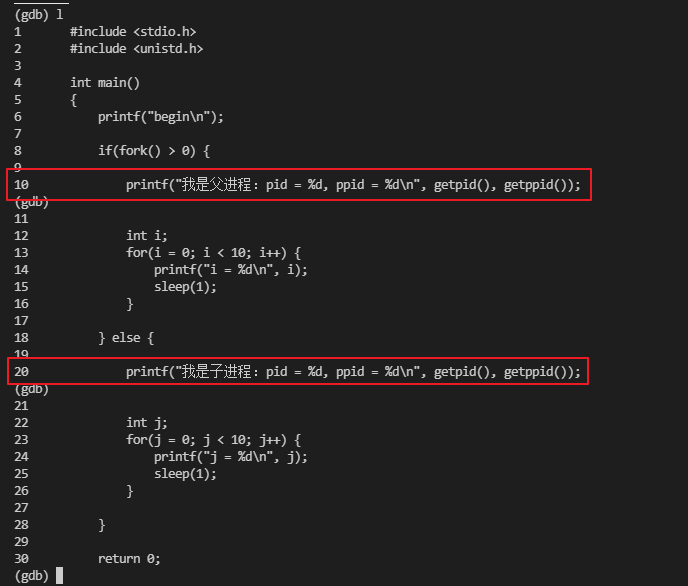 (gdb) l
1       #include <stdio.h>
2       #include <unistd.h>
3
4       int main()
5       {
6           printf("begin\n");
7
8           if(fork() > 0) {
9
10              printf("我是父进程：pid = %d, ppid = %d\n", getpid(), getppid());
(gdb)
11
12              int i;
13              for(i = 0; i < 10; i++) {
14                  printf("i = %d\n", i);
15                  sleep(1);
16              }
17
18          } else {
19
20              printf("我是子进程：pid = %d, ppid = %d\n", getpid(), getppid());
(gdb)
21
22              int j;
23              for(j = 0; j < 10; j++) {
24                  printf("j = %d\n", j);
25                  sleep(1);
26              }
27
28          }
29
30          return 0;
(gdb)